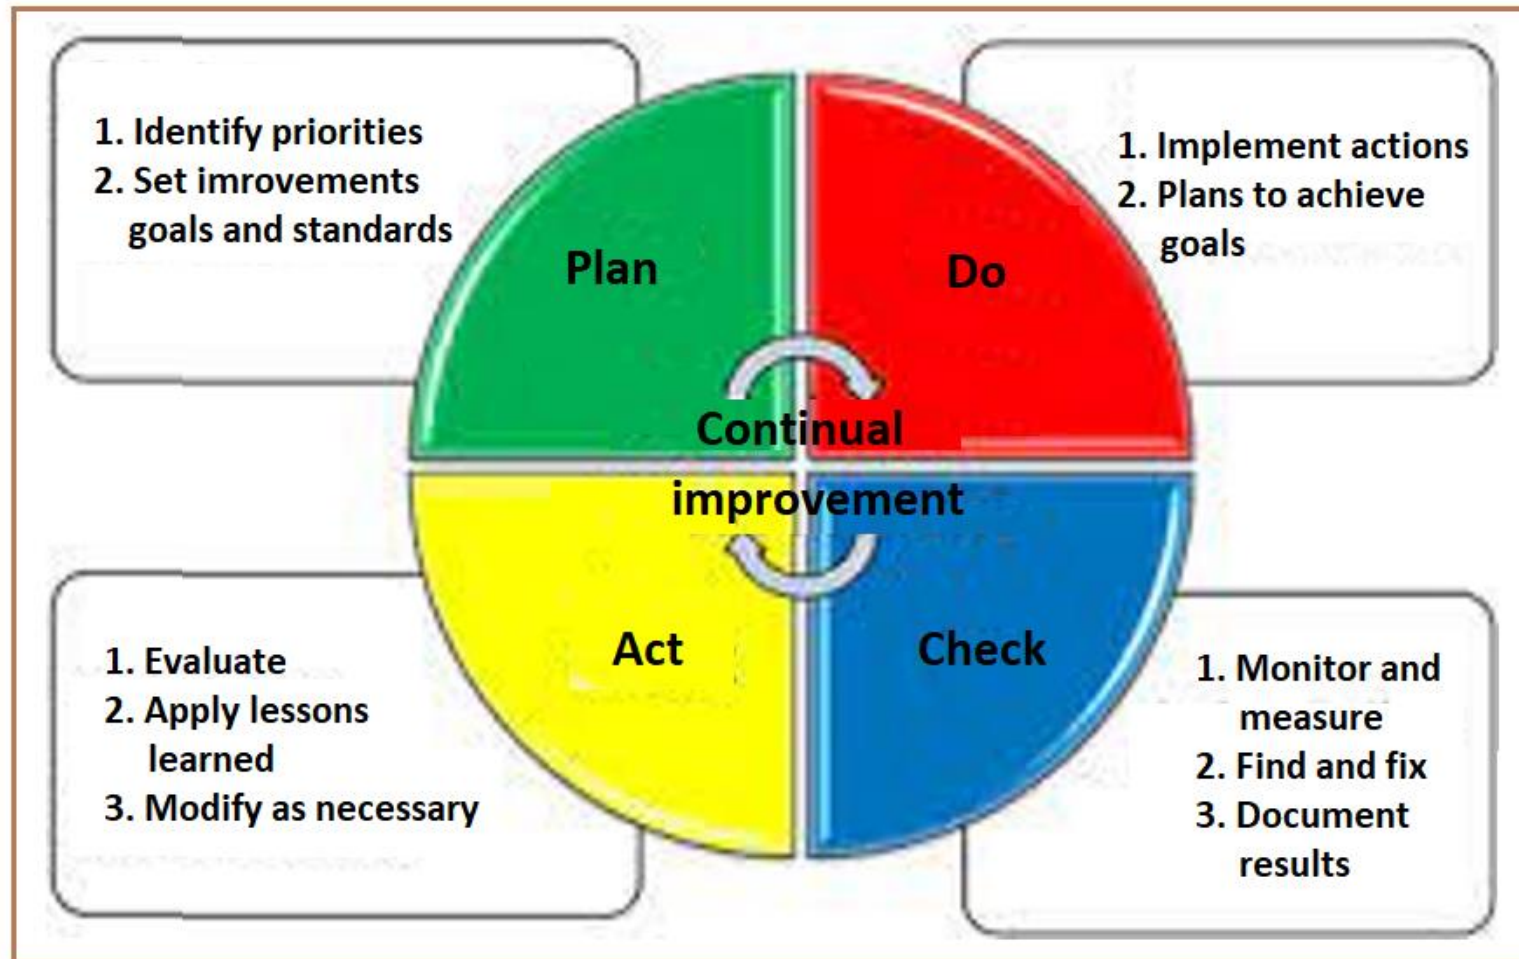 1. Identify priorities
2. Set imrovements
goals and standards
Plan
Do
1. Implement actions
2. Plans to achieve
goals
Continual
improvement
Act
Check
1. Evaluate
2. Apply lessons
learned
3. Modify as necessary
1. Monitor and
measure
2. Find and fix
3. Document
results